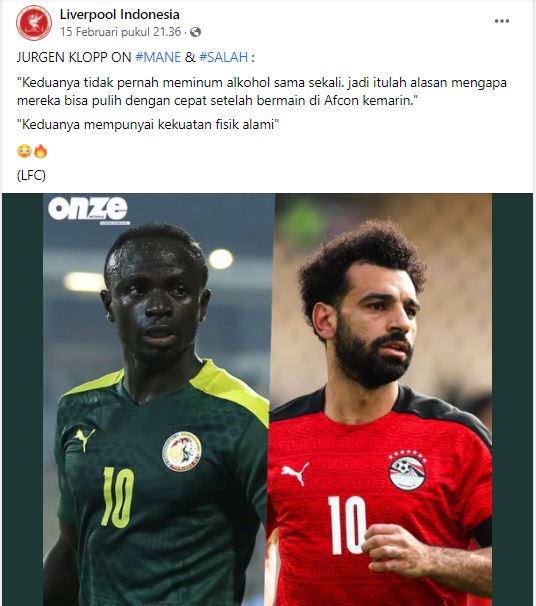 Liverpool Indonesia
15 Februari pukul 21.36 ·
JURGEN KLOPP ON #MANE & #SALAH :
"Keduanya tidak pernah meminum alkohol sama sekali. jadi itulah alasan mengapa
mereka bisa pulih dengan cepat setelah bermain di Afcon kemarin."
"Keduanya mempunyai kekuatan fisik alami"
😳🔥
(LFC)
onze
10
10